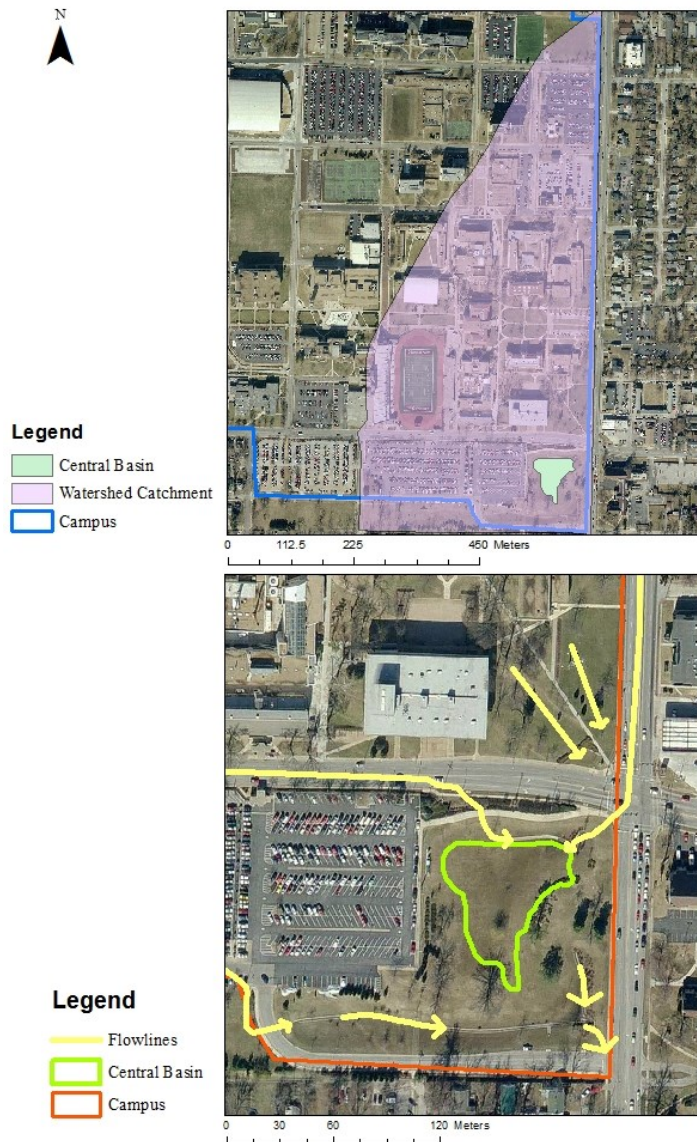 N
Legend
Central Basin
Watershed Catchment
Campus
0 112.5 225 450 Meters
Legend
Flowlines
Central Basin
Campus
0 30 60 120 Meters